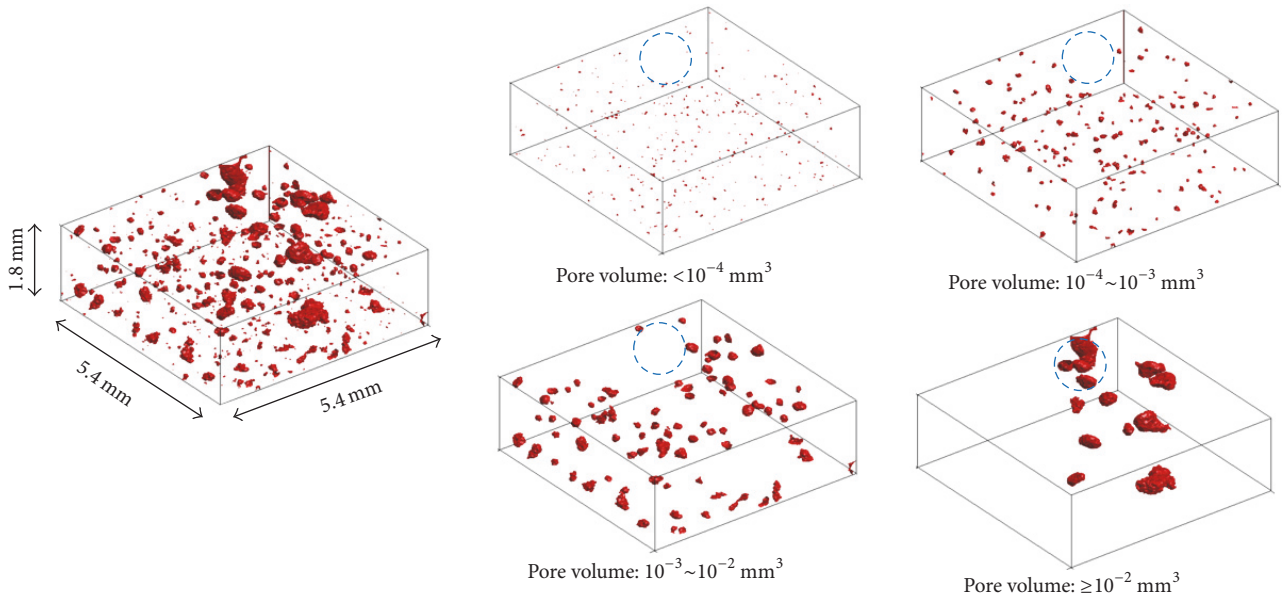 1.8 mm
5.4 mm
5.4 mm
Pore volume: <10⁻⁴ mm³
Pore volume: 10⁻⁴~10⁻³ mm³
Pore volume: 10⁻³~10⁻² mm³
Pore volume: ≥10⁻² mm³